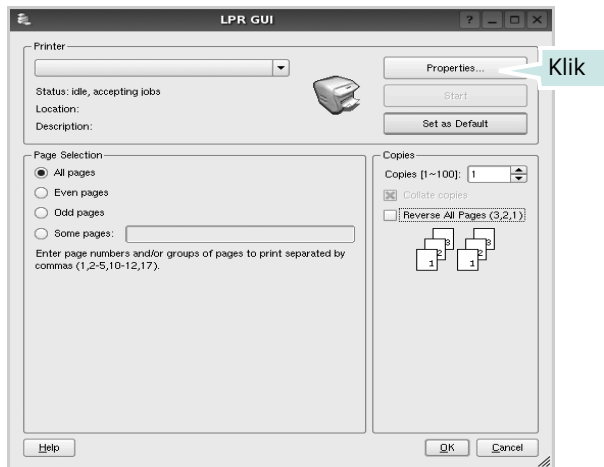 LPR GUI
Printer
Properties...
Klik
Status: idle, accepting jobs
Start
Location:
Description:
Set as Default
Page Selection
All pages
Even pages
Odd pages
Some pages:
Enter page numbers and/or groups of pages to print separated by
commas (1,2-5,10-12,17).
Copies
Copies [1~100]: 1
Collate copies
Reverse All Pages (3,2,1)
3 3
2 2
1 1
Help
OK
Cancel